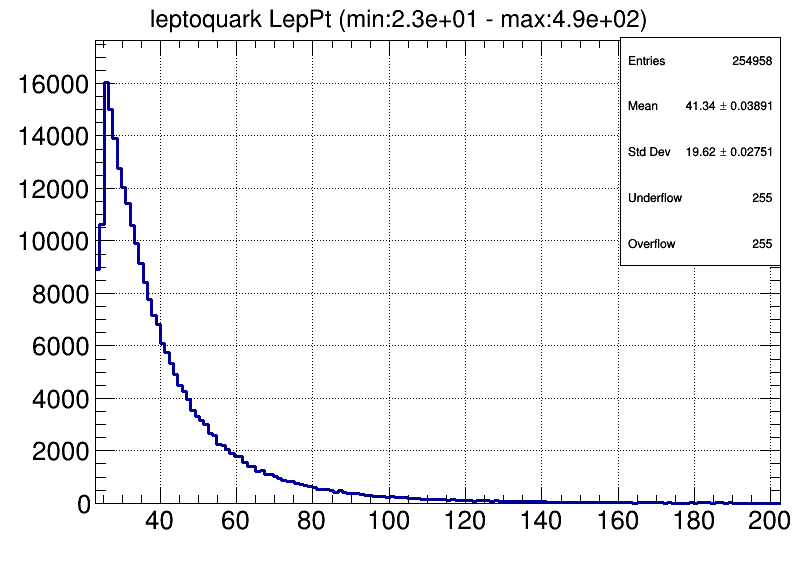 leptoquark LepPt (min:2.3e+01 - max:4.9e+02)
Entries 254958
Mean 41.34 ± 0.03891
Std Dev 19.62 ± 0.02751
Underflow 255
Overflow 255
16000
14000
12000
10000
8000
6000
4000
2000
0
40 60 80 100 120 140 160 180 200